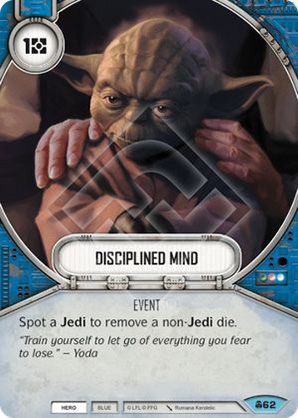 1
DISCIPLINED MIND
EVENT
Spot a Jedi to remove a non-Jedi die.
"Train yourself to let go of everything you fear
to lose." – Yoda
HERO BLUE © LFL © FFG Romana Kendelic 62